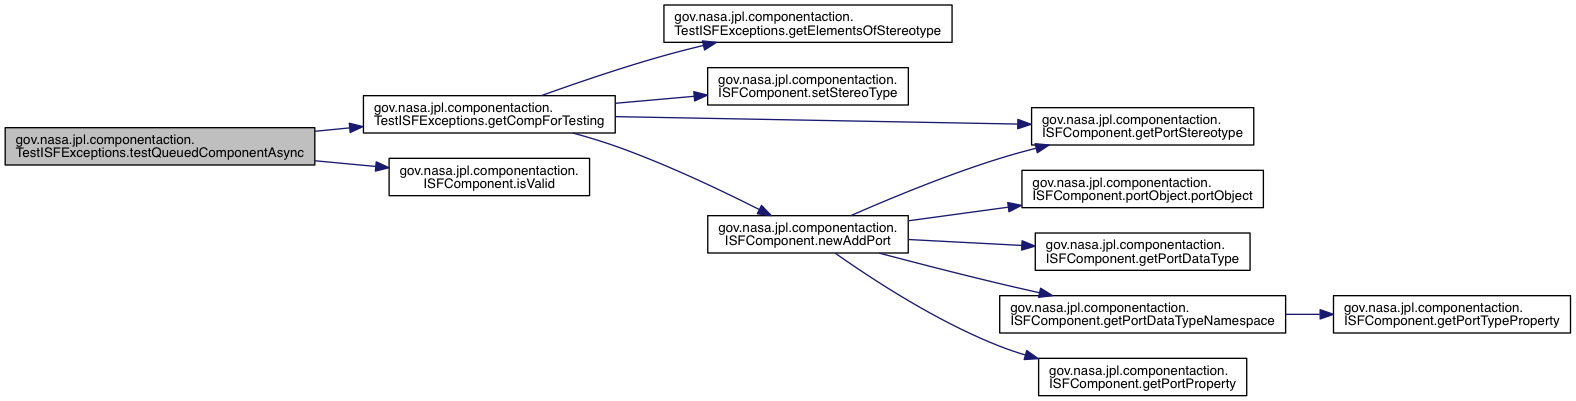 gov.nasa.jpl.componentaction.
TestISFExceptions.getElementsOfStereotype
gov.nasa.jpl.componentaction.
ISFComponent.setStereoType
gov.nasa.jpl.componentaction.
TestISFExceptions.getCompForTesting
gov.nasa.jpl.componentaction.
ISFComponent.getPortStereotype
gov.nasa.jpl.componentaction.
TestISFExceptions.testQueuedComponentAsync
gov.nasa.jpl.componentaction.
ISFComponent.isValid
gov.nasa.jpl.componentaction.
ISFComponent.portObject.portObject
gov.nasa.jpl.componentaction.
ISFComponent.newAddPort
gov.nasa.jpl.componentaction.
ISFComponent.getPortDataType
gov.nasa.jpl.componentaction.
ISFComponent.getPortDataTypeNamespace
gov.nasa.jpl.componentaction.
ISFComponent.getPortTypeProperty
gov.nasa.jpl.componentaction.
ISFComponent.getPortProperty